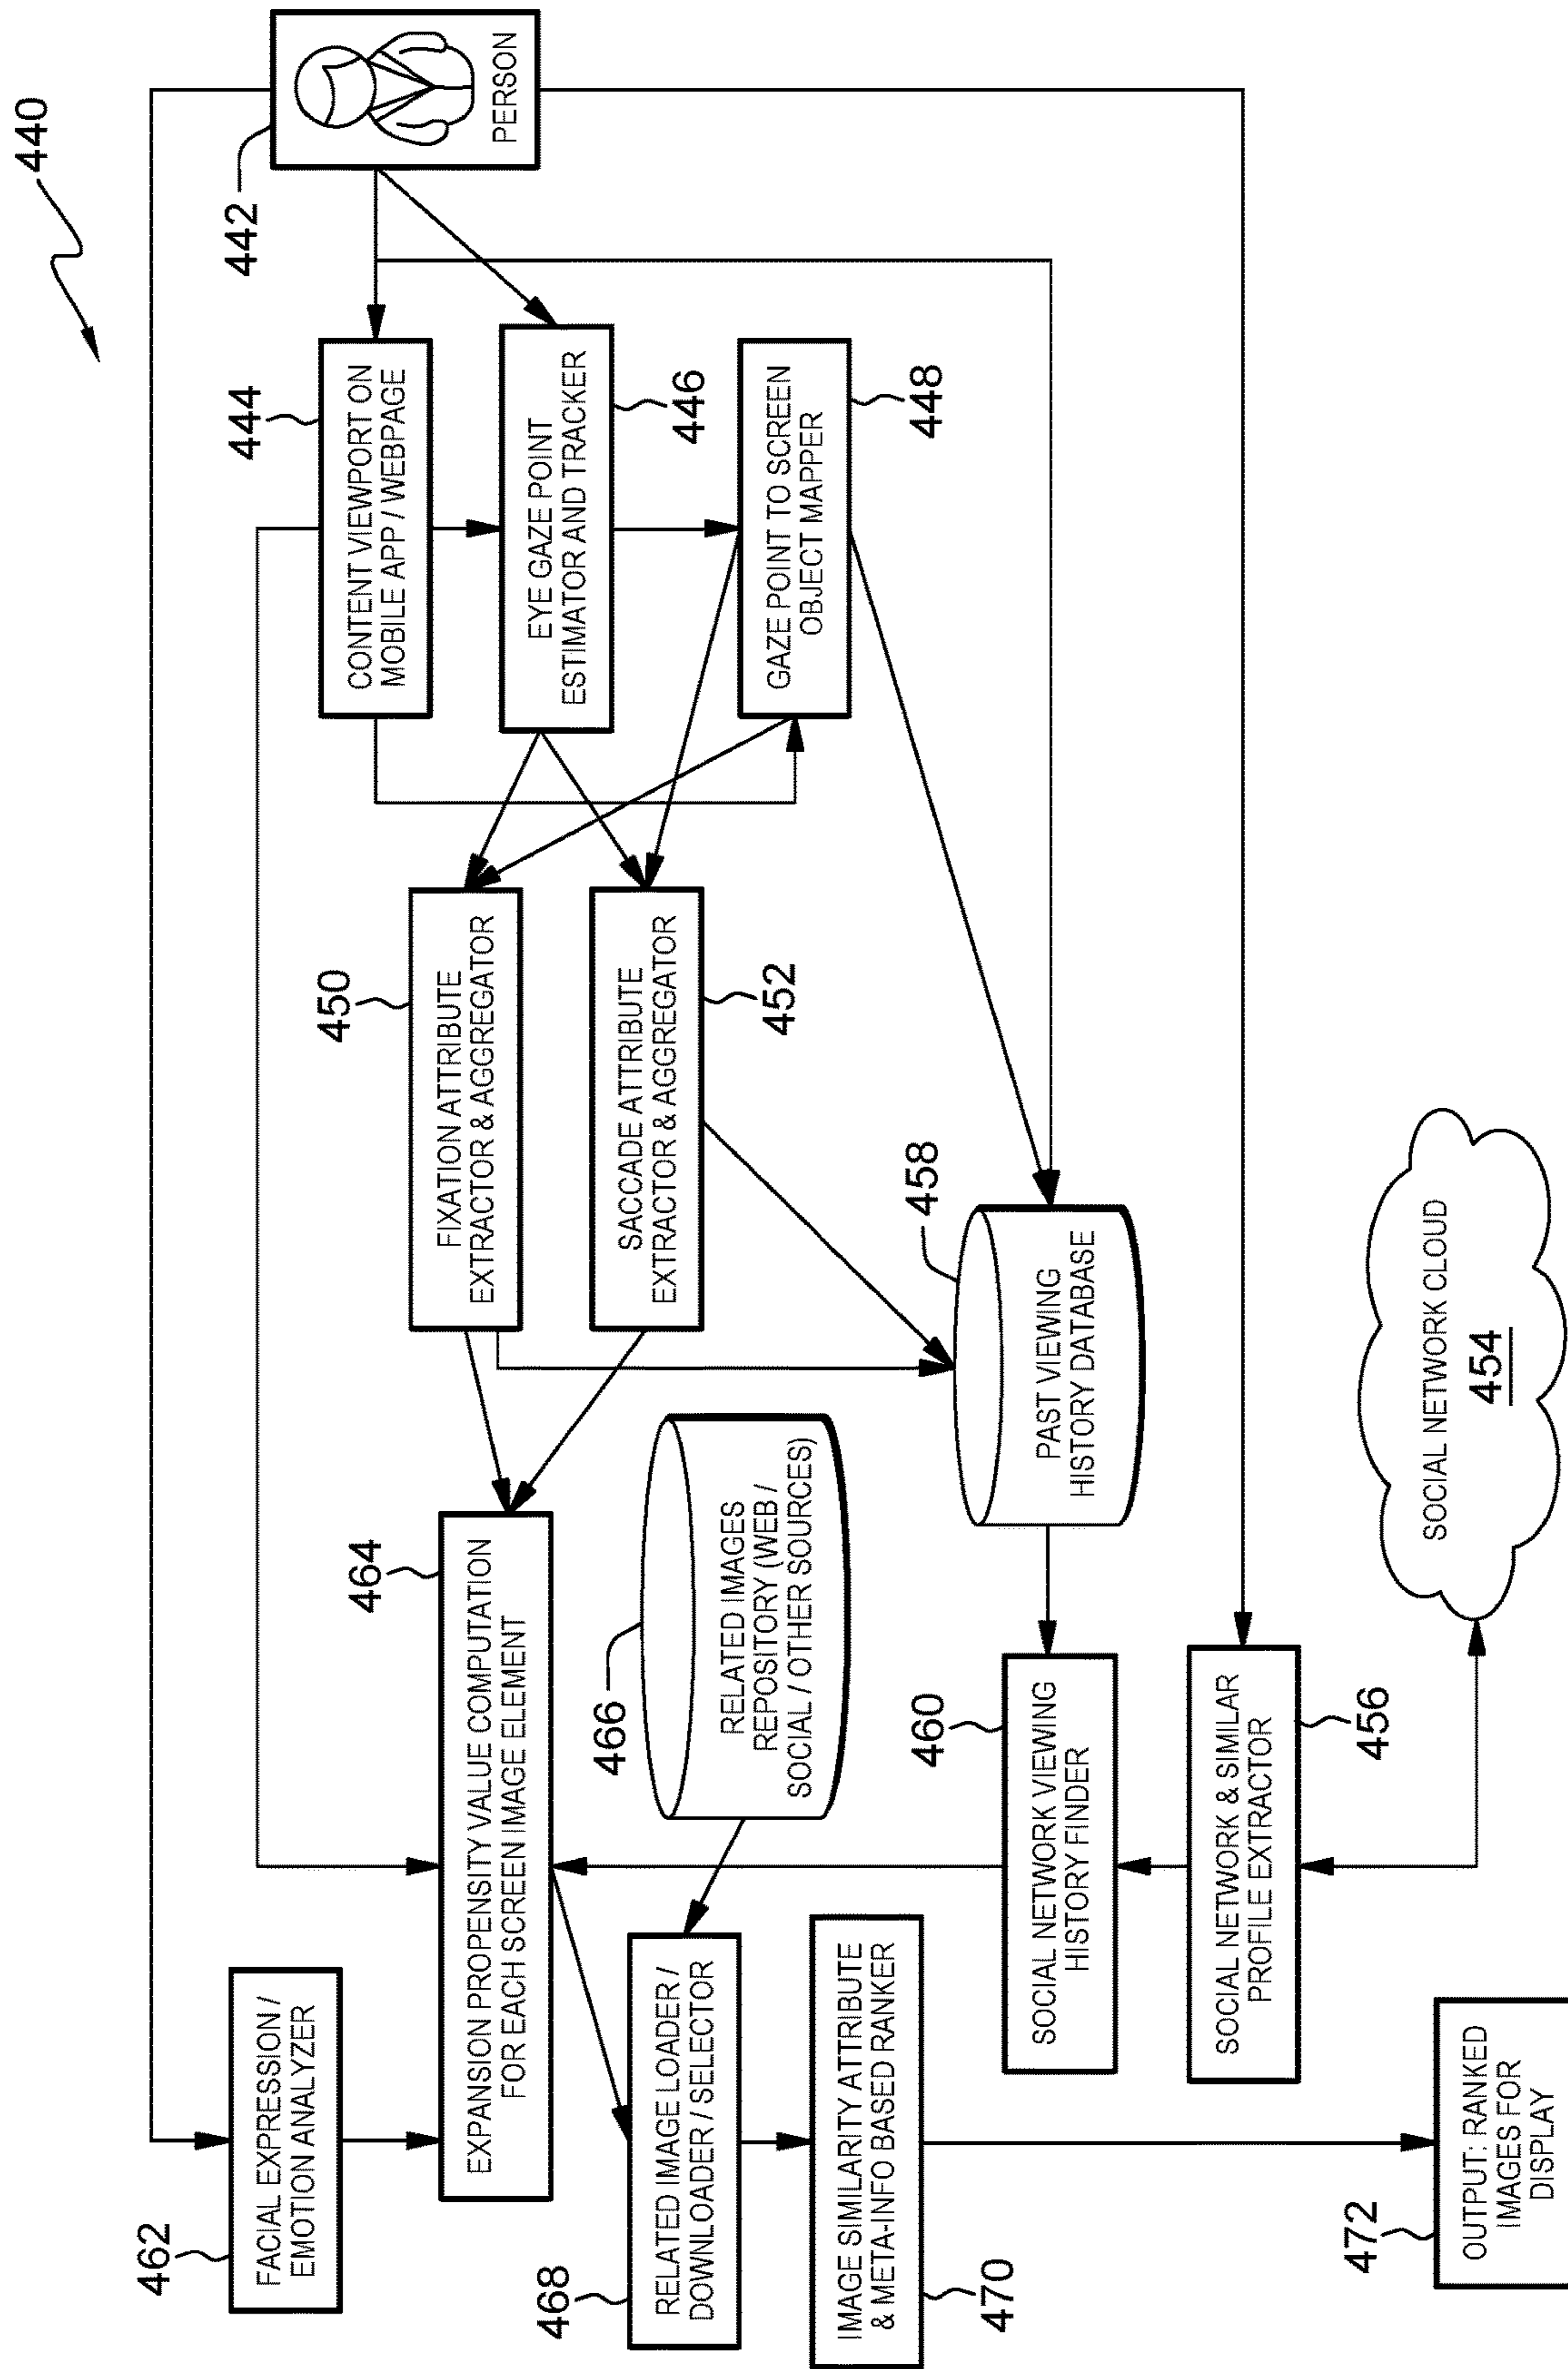 440
442
PERSON
444
CONTENT VIEWPORT ON
MOBILE APP / WEBPAGE
EYE GAZE POINT
ESTIMATOR AND TRACKER
446
GAZE POINT TO SCREEN
OBJECT MAPPER
448
450
FIXATION ATTRIBUTE
EXTRACTOR & AGGREGATOR
SACCADE ATTRIBUTE
EXTRACTOR & AGGREGATOR
452
458
PAST VIEWING
HISTORY DATABASE
SOCIAL NETWORK CLOUD
454
464
EXPANSION PROPENSITY VALUE COMPUTATION
FOR EACH SCREEN IMAGE ELEMENT
466
RELATED IMAGES
REPOSITORY (WEB /
SOCIAL / OTHER SOURCES)
460
SOCIAL NETWORK VIEWING
HISTORY FINDER
SOCIAL NETWORK & SIMILAR
PROFILE EXTRACTOR
456
462
FACIAL EXPRESSION /
EMOTION ANALYZER
468
RELATED IMAGE LOADER /
DOWNLOADER / SELECTOR
IMAGE SIMILARITY ATTRIBUTE
& META-INFO BASED RANKER
470
472
OUTPUT: RANKED
IMAGES FOR
DISPLAY